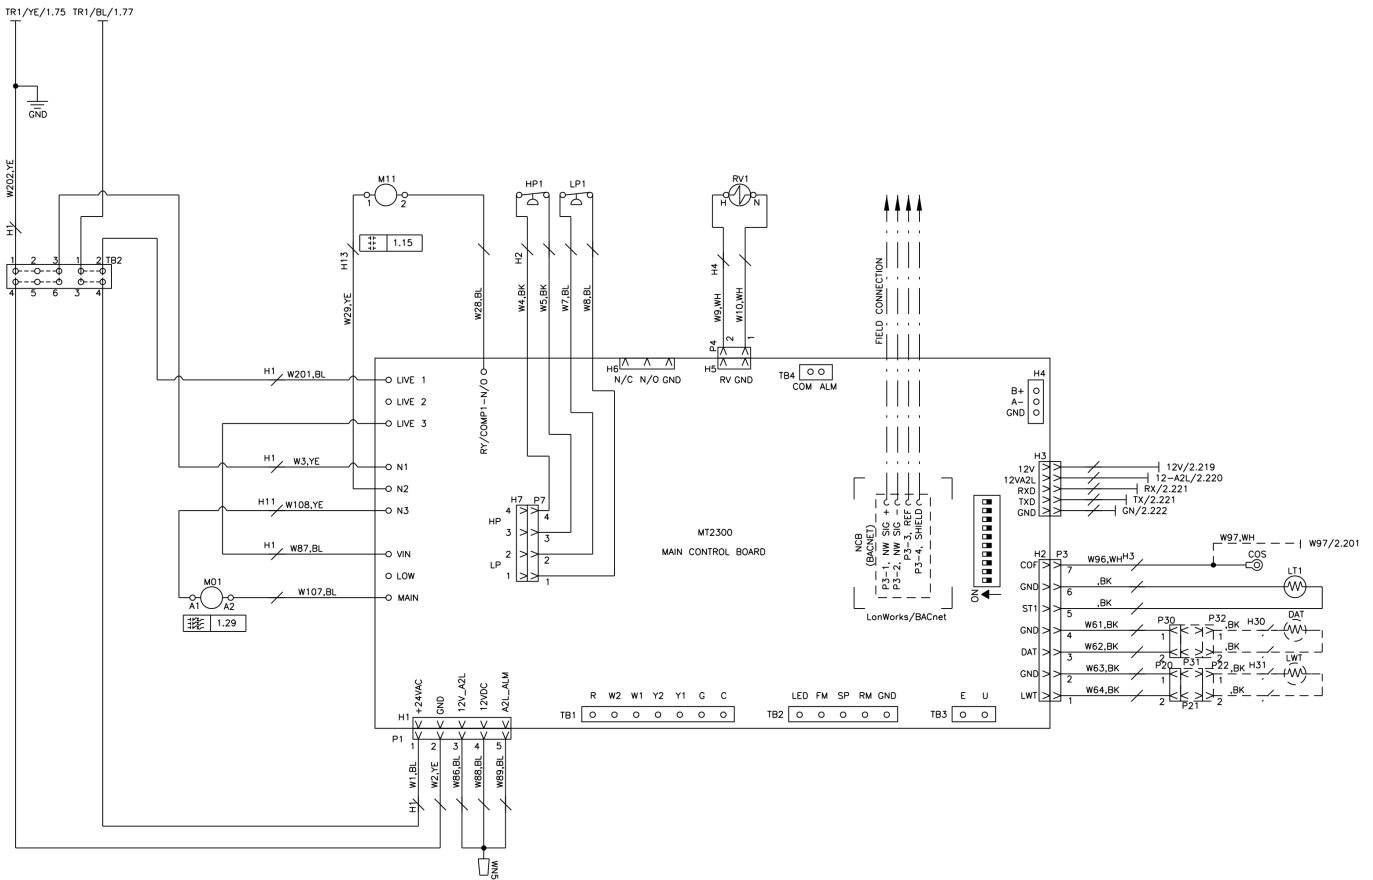 TR1/YE/1.75 TR1/BL/1.77
GND
W202,YE
H1
1 2 3 1 2 TB2
4 5 6 3 4
M11
1 2
1.15
H13
W29,YE
W28,BL
HP1 LP1
H2
W4,BK
W5,BK
W7,BL
W8,BL
RV1
H N
H4
W9,WH
W10,WH
P4 2 1
H5
RV GND
H6
N/C N/O GND
TB4
COM ALM
FIELD CONNECTION
H4
B+
A-
GND
H1 W201,BL LIVE 1
LIVE 2
LIVE 3
RY/COMP1-N/O
H1 W3,YE N1
N2
H11 W108,YE N3
H1 W87,BL VIN
LOW
M01
A1 A2
W107,BL MAIN
1.29
H7 P7
HP
LP
4 4
3 3
2 2
1 1
MT2300
MAIN CONTROL BOARD
NCB
(BACNET)
P3-1, NW SIG +
P3-2, NW SIG -
P3-3, REF
P3-4, SHIELD
LonWorks/BACnet
ON
H3
12V 12V/2.219
12VA2L 12-A2L/2.220
RXD RX/2.221
TXD TX/2.221
GND GN/2.222
W97,WH W97/2.201
H2 P3
COF 7 W96,WH H3 COS
GND 6 .BK LT1
ST1 5 .BK
GND 4 W61,BK P30 1 P32 1 .BK H30 DAT
DAT 3 W62,BK 2 P31 2 .BK
GND 2 W63,BK P20 1 P22 1 .BK H31 LWT
LWT 1 W64,BK 2 P21 2 .BK
R W2 W1 Y2 Y1 G C
TB1
LED FM SP RM GND
TB2
E U
TB3
+24VAC
GND
12V_A2L
12VDC
A2L_ALM
H1
P1
1 2 3 4 5
W1,BL
W2,YE
W86,BL
W88,BL
W89,BL
H1
WN5